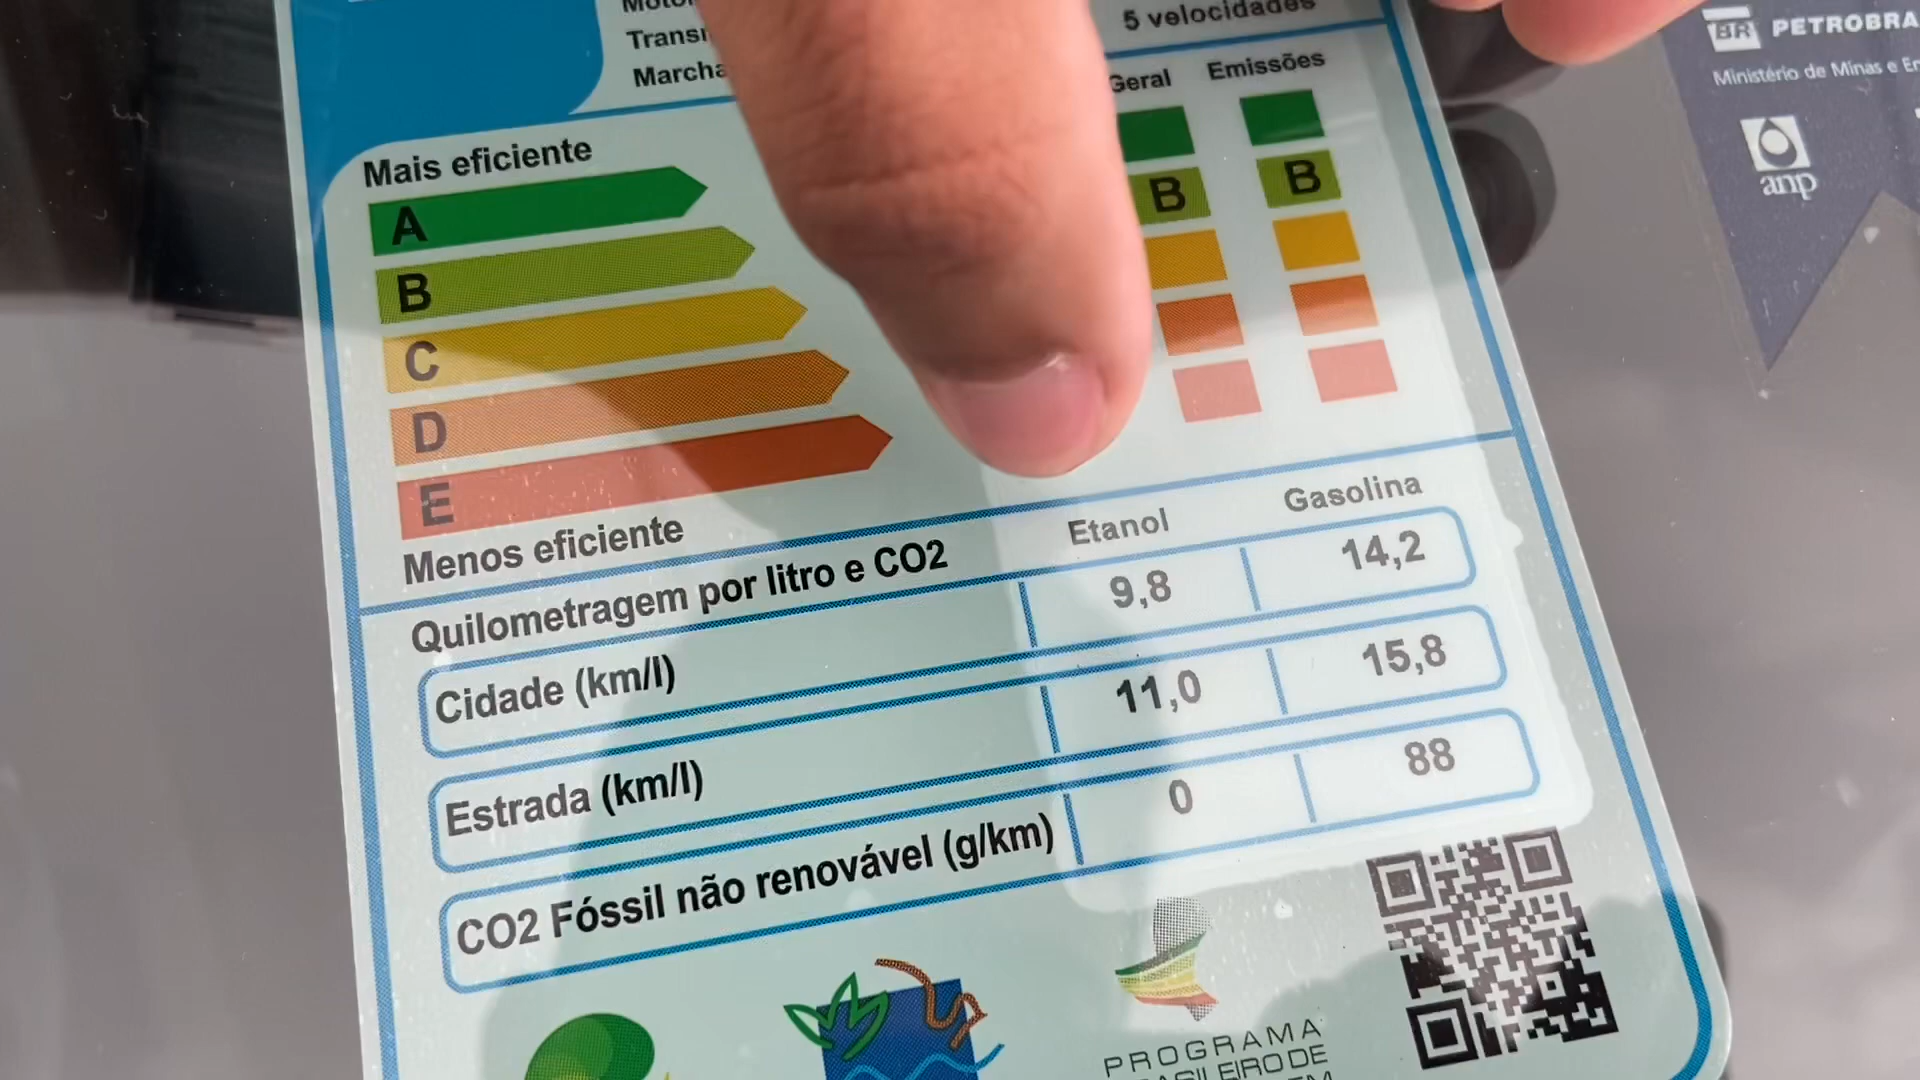 5 velocidades
Geral Emissões
Mais eficiente
A
B
C
D
E
Menos eficiente
B B
Quilometragem por litro e CO2
Etanol Gasolina
Cidade (km/l) 9,8 14,2
Estrada (km/l) 11,0 15,8
CO2 Fóssil não renovável (g/km) 0 88
PROGRAMA
BR PETROBRA
Ministério de Minas e En
anp